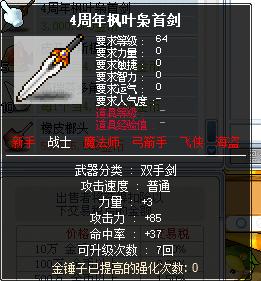 4周年枫叶枭首剑
要求等级： 64
要求力量： 0
要求敏捷： 0
要求智力： 0
要求运气： 0
要求人气度：
道具等级
道具经验值
新手 战士 魔法师 弓箭手 飞侠 海盗
武器分类 ： 双手剑
攻击速度 ： 普通
力量 ： +3
攻击力 ： +85
命中率 ： +37
可升级次数 ： 7回
金锤子已提高的强化次数: 0